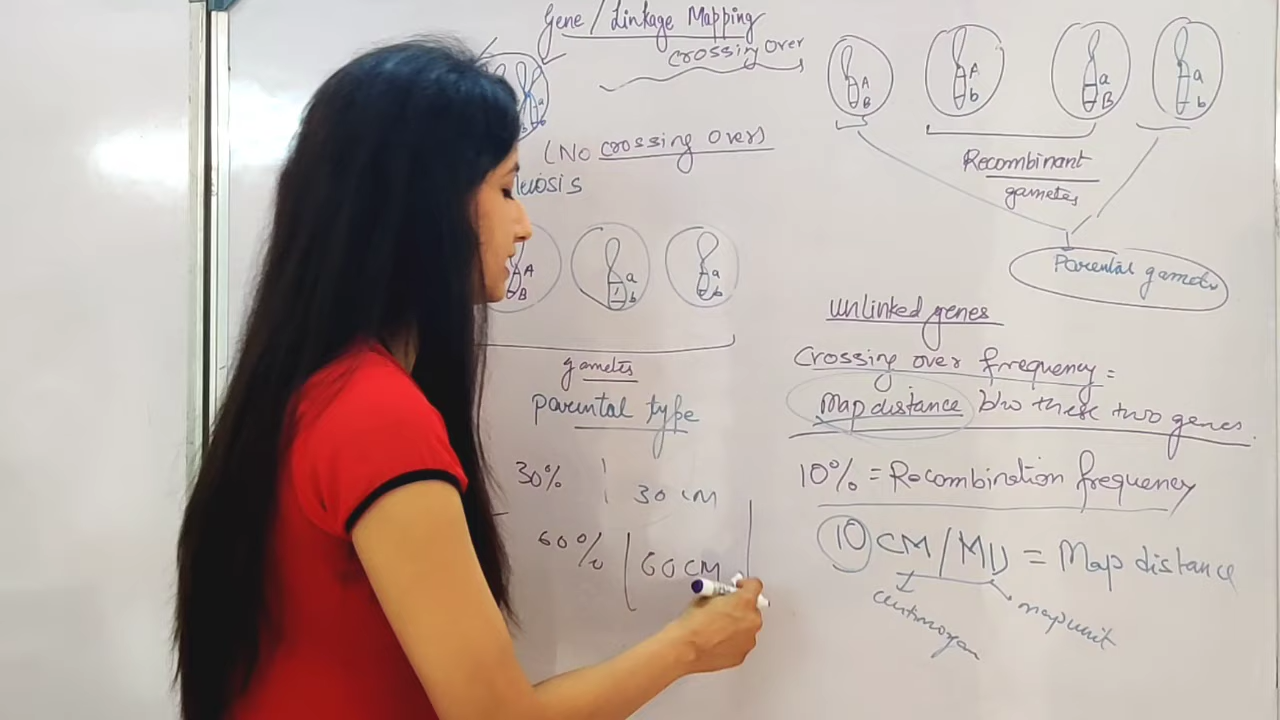 Gene / Linkage Mapping
crossing over
(No crossing over)
eiosis
A
B
a
b
a
b
gametes
parental type
30% | 30 cM
60% | 60 cM
A
B
A
b
a
B
a
b
Recombinant
gametes
Parental gamete
Unlinked genes
Crossing over frequency =
Map distance b/w these two genes.
10% = Recombination frequency
10 CM / MU = Map distance
centimorgan
map unit